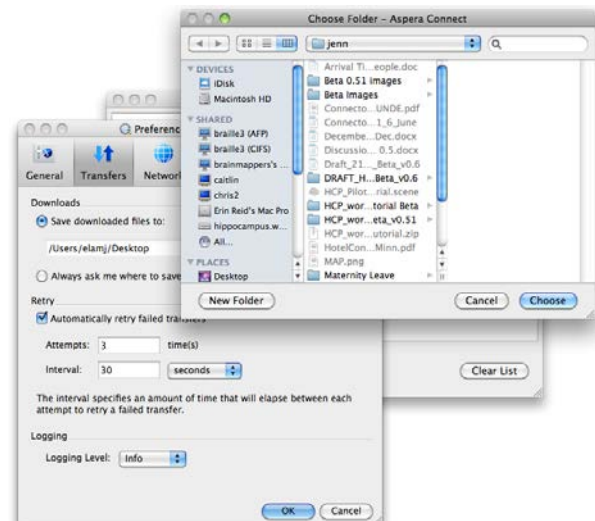 Choose Folder – Aspera Connect
jenn
DEVICES
iDisk
Macintosh HD
SHARED
braille3 (AFP)
braille3 (CIFS)
brainmappers's ...
caitlin
chris2
Erin Reid's Mac Pro
hippocampus.w...
All...
PLACES
Desktop
Arrival Ti...eople.doc
Beta 0.51 images
Beta Images
Connecto...UNDE.pdf
Connecto...1_6_June
Decembe...Dec.docx
Discussio... 0.5.docx
Draft_21..._Beta_v0.6
DRAFT_H...Beta_v0.6
HCP_Pilot...rial.scene
HCP_wor...torial Beta
HCP_wor...eta_v0.51
HCP_wor...utorial.zip
HotelCon...Minn.pdf
MAP.png
Maternity Leave
New Folder
Cancel
Choose
Preferenc
General
Transfers
Network
Downloads
Save downloaded files to:
/Users/elamj/Desktop
Always ask me where to save
Retry
Automatically retry failed transfers
Attempts: 3 time(s)
Interval: 30 seconds
The interval specifies an amount of time that will elapse between each
attempt to retry a failed transfer.
Logging
Logging Level: Info
OK
Cancel
Clear List